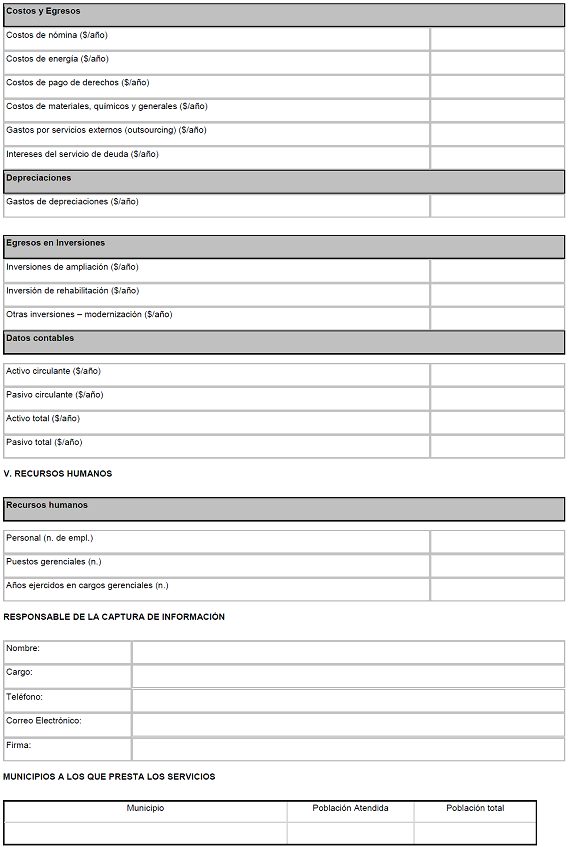 Costos y Egresos
Costos de nómina ($/año)
Costos de energía ($/año)
Costos de pago de derechos ($/año)
Costos de materiales, químicos y generales ($/año)
Gastos por servicios externos (outsourcing) ($/año)
Intereses del servicio de deuda ($/año)
Depreciaciones
Gastos de depreciaciones ($/año)
Egresos en Inversiones
Inversiones de ampliación ($/año)
Inversión de rehabilitación ($/año)
Otras inversiones – modernización ($/año)
Datos contables
Activo circulante ($/año)
Pasivo circulante ($/año)
Activo total ($/año)
Pasivo total ($/año)
V. RECURSOS HUMANOS
Recursos humanos
Personal (n. de empl.)
Puestos gerenciales (n.)
Años ejercidos en cargos gerenciales (n.)
RESPONSABLE DE LA CAPTURA DE INFORMACIÓN
Nombre:
Cargo:
Teléfono:
Correo Electrónico:
Firma:
MUNICIPIOS A LOS QUE PRESTA LOS SERVICIOS
Municipio Población Atendida Población total